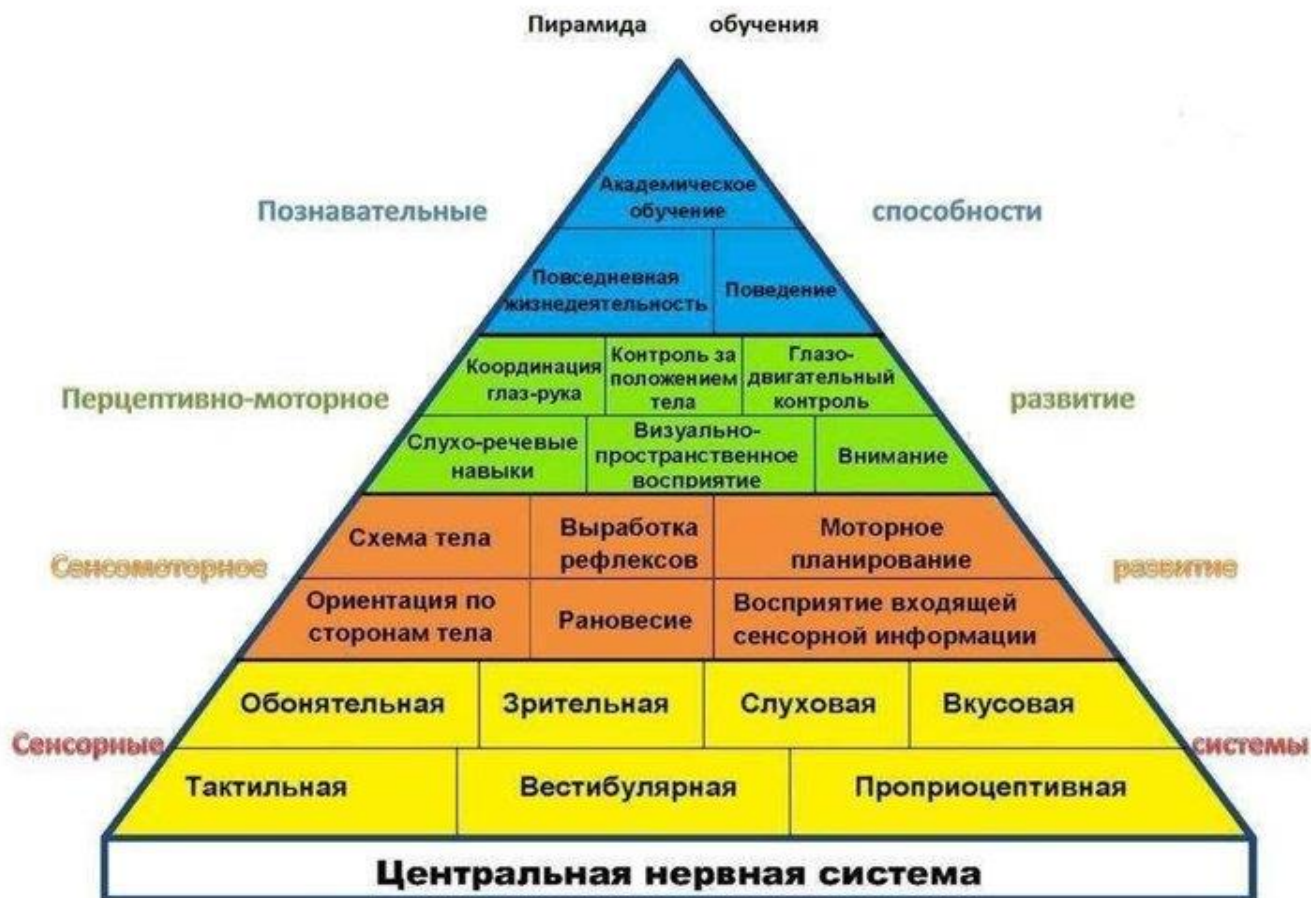 Пирамида обучения
Академическое
обучение
Познавательные способности
Повседневная
жизнедеятельность
Поведение
Координация
глаз-рука
Контроль за
положением
тела
Глазо-
двигательный
контроль
Перцептивно-моторное развитие
Слухо-речевые
навыки
Визуально-
пространственное
восприятие
Внимание
Схема тела
Выработка
рефлексов
Моторное
планирование
Сенсомоторное развитие
Ориентация по
сторонам тела
Рановесие
Восприятие входящей
сенсорной информации
Обонятельная
Зрительная
Слуховая
Вкусовая
Сенсорные системы
Тактильная
Вестибулярная
Проприоцептивная
Центральная нервная система